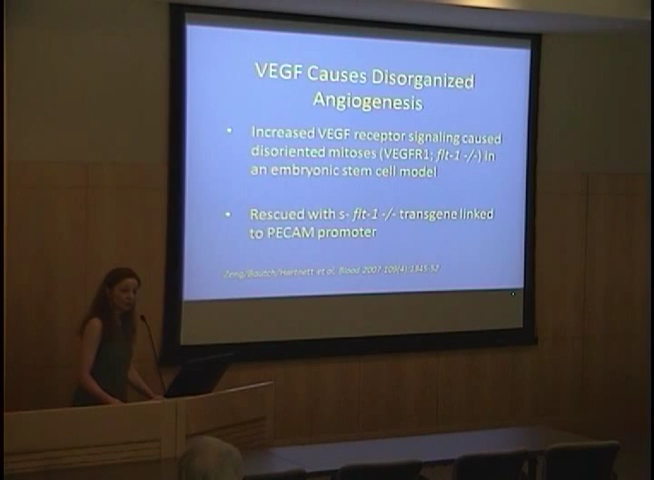 VEGF Causes Disorganized
Angiogenesis
• Increased VEGF receptor signaling caused
disoriented mitoses (VEGFR1; flt-1 -/-) in
an embryonic stem cell model
• Rescued with s- flt-1 -/- transgene linked
to PECAM promoter
Zeng/Bautch/Hartnett et al. Blood 2007 109(4):1345-52